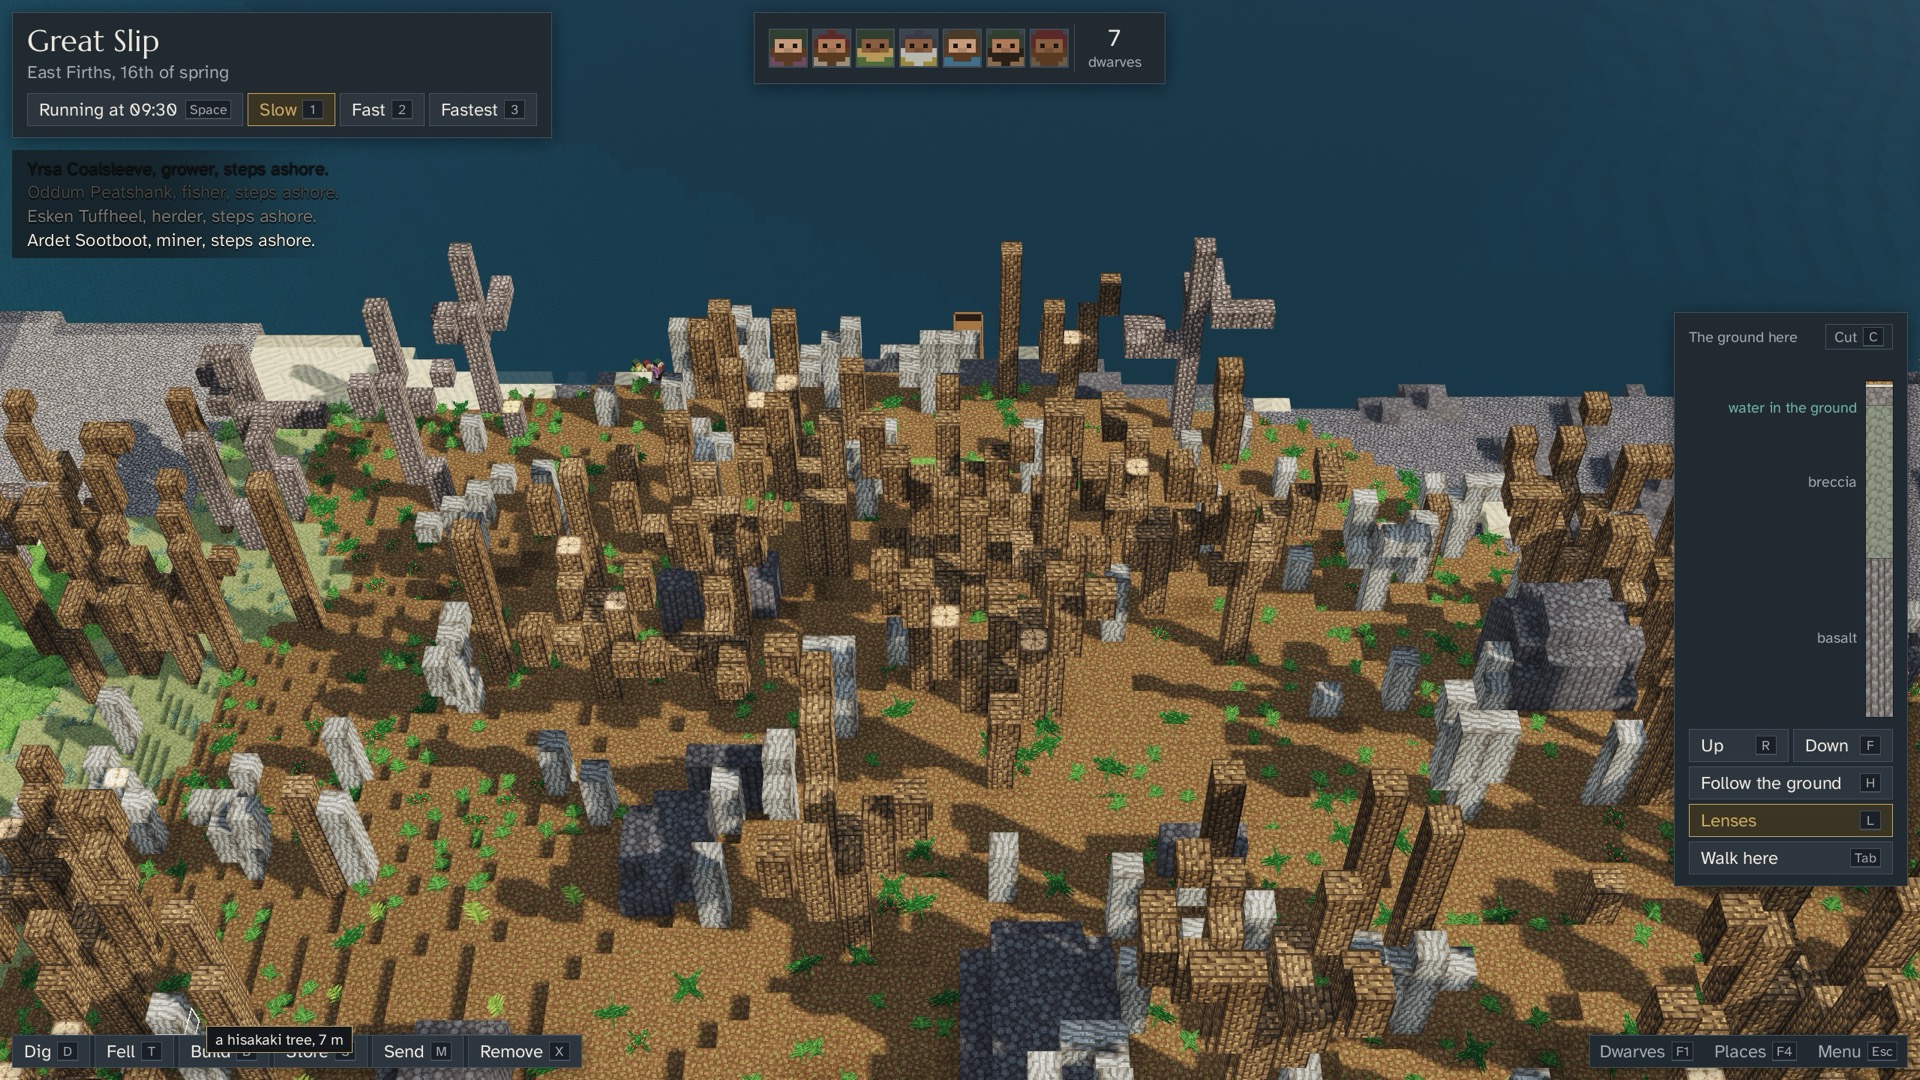 Great Slip
East Firths, 16th of spring
Running at 09:30 Space
Slow 1
Fast 2
Fastest 3
7
dwarves
Yrsa Coalsleeve, grower, steps ashore.
Oddum Peatshank, fisher, steps ashore.
Esken Tuffheel, herder, steps ashore.
Ardet Sootboot, miner, steps ashore.
The ground here
Cut C
water in the ground
breccia
basalt
Up R
Down F
Follow the ground H
Lenses L
Walk here Tab
a hisakaki tree, 7 m
Dig D
Fell T
Build B
Store S
Send M
Remove X
Dwarves F1
Places F4
Menu Esc